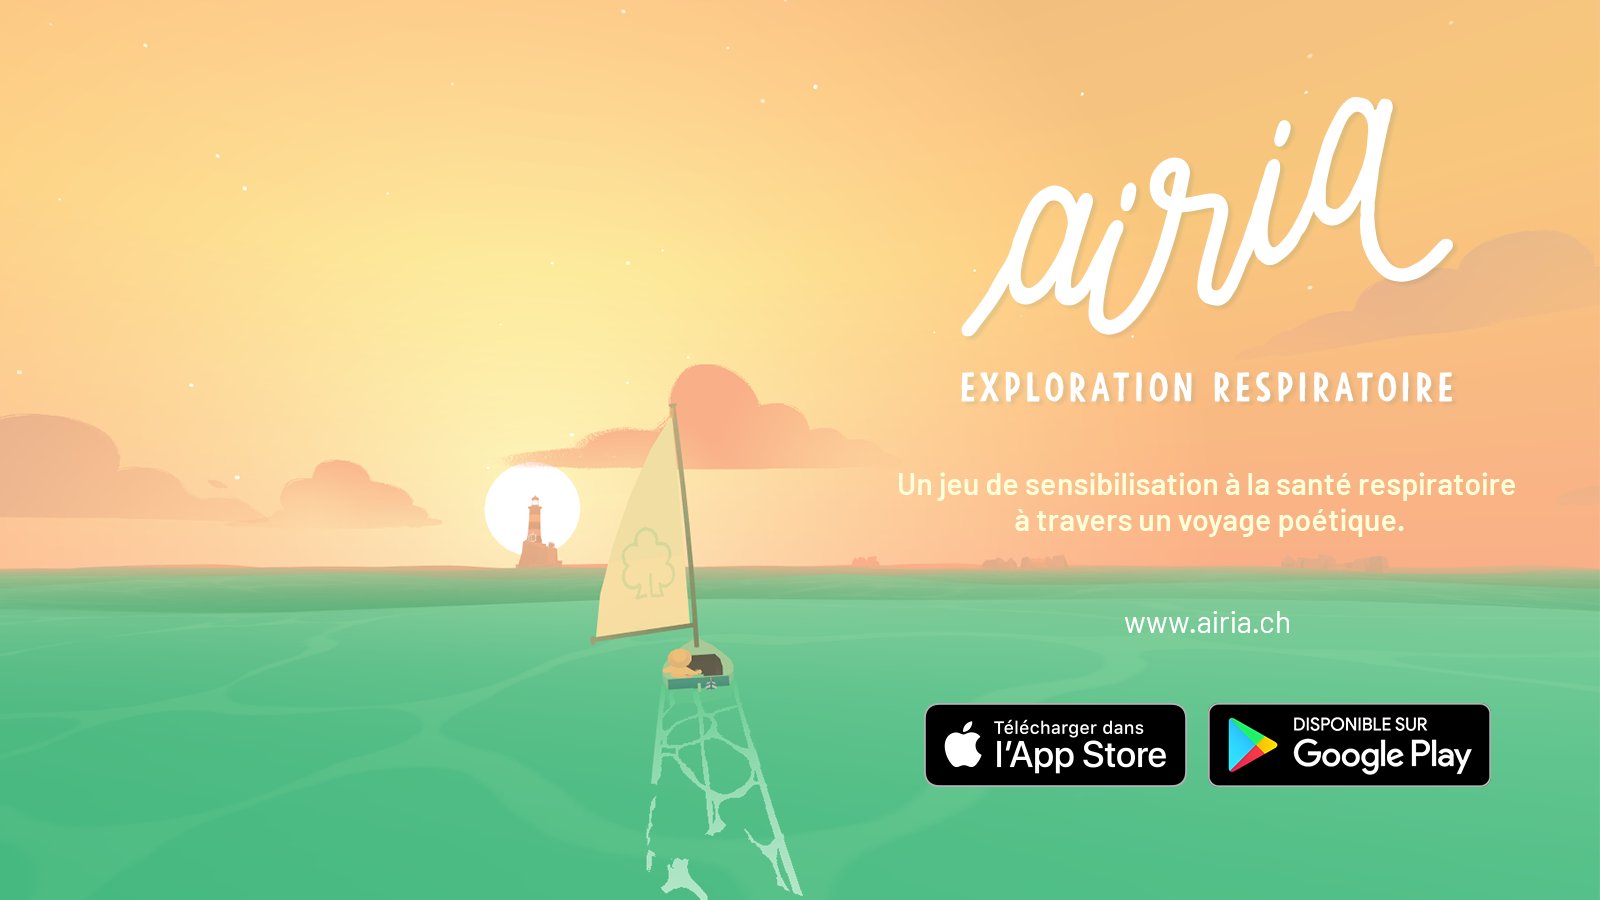 airia
EXPLORATION RESPIRATOIRE
Un jeu de sensibilisation à la santé respiratoire
à travers un voyage poétique.
www.airia.ch
Télécharger dans
l'App Store
DISPONIBLE SUR
Google Play